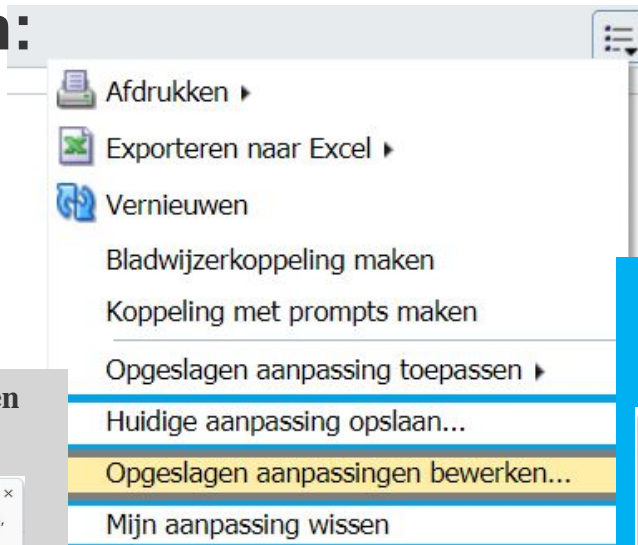 n:
Afdrukken
Exporteren naar Excel
Vernieuwen
Bladwijzerkoppeling maken
Koppeling met prompts maken
Opgeslagen aanpassing toepassen
en
Huidige aanpassing opslaan...
Opgeslagen aanpassingen bewerken...
Mijn aanpassing wissen